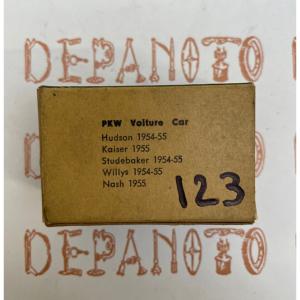 DEPANOTO
PKW Voiture Car
Hudson 1954-55
Kaiser 1955
Studebaker 1954-55
Willys 1954-55
Nash 1955
123
DEPANOTO